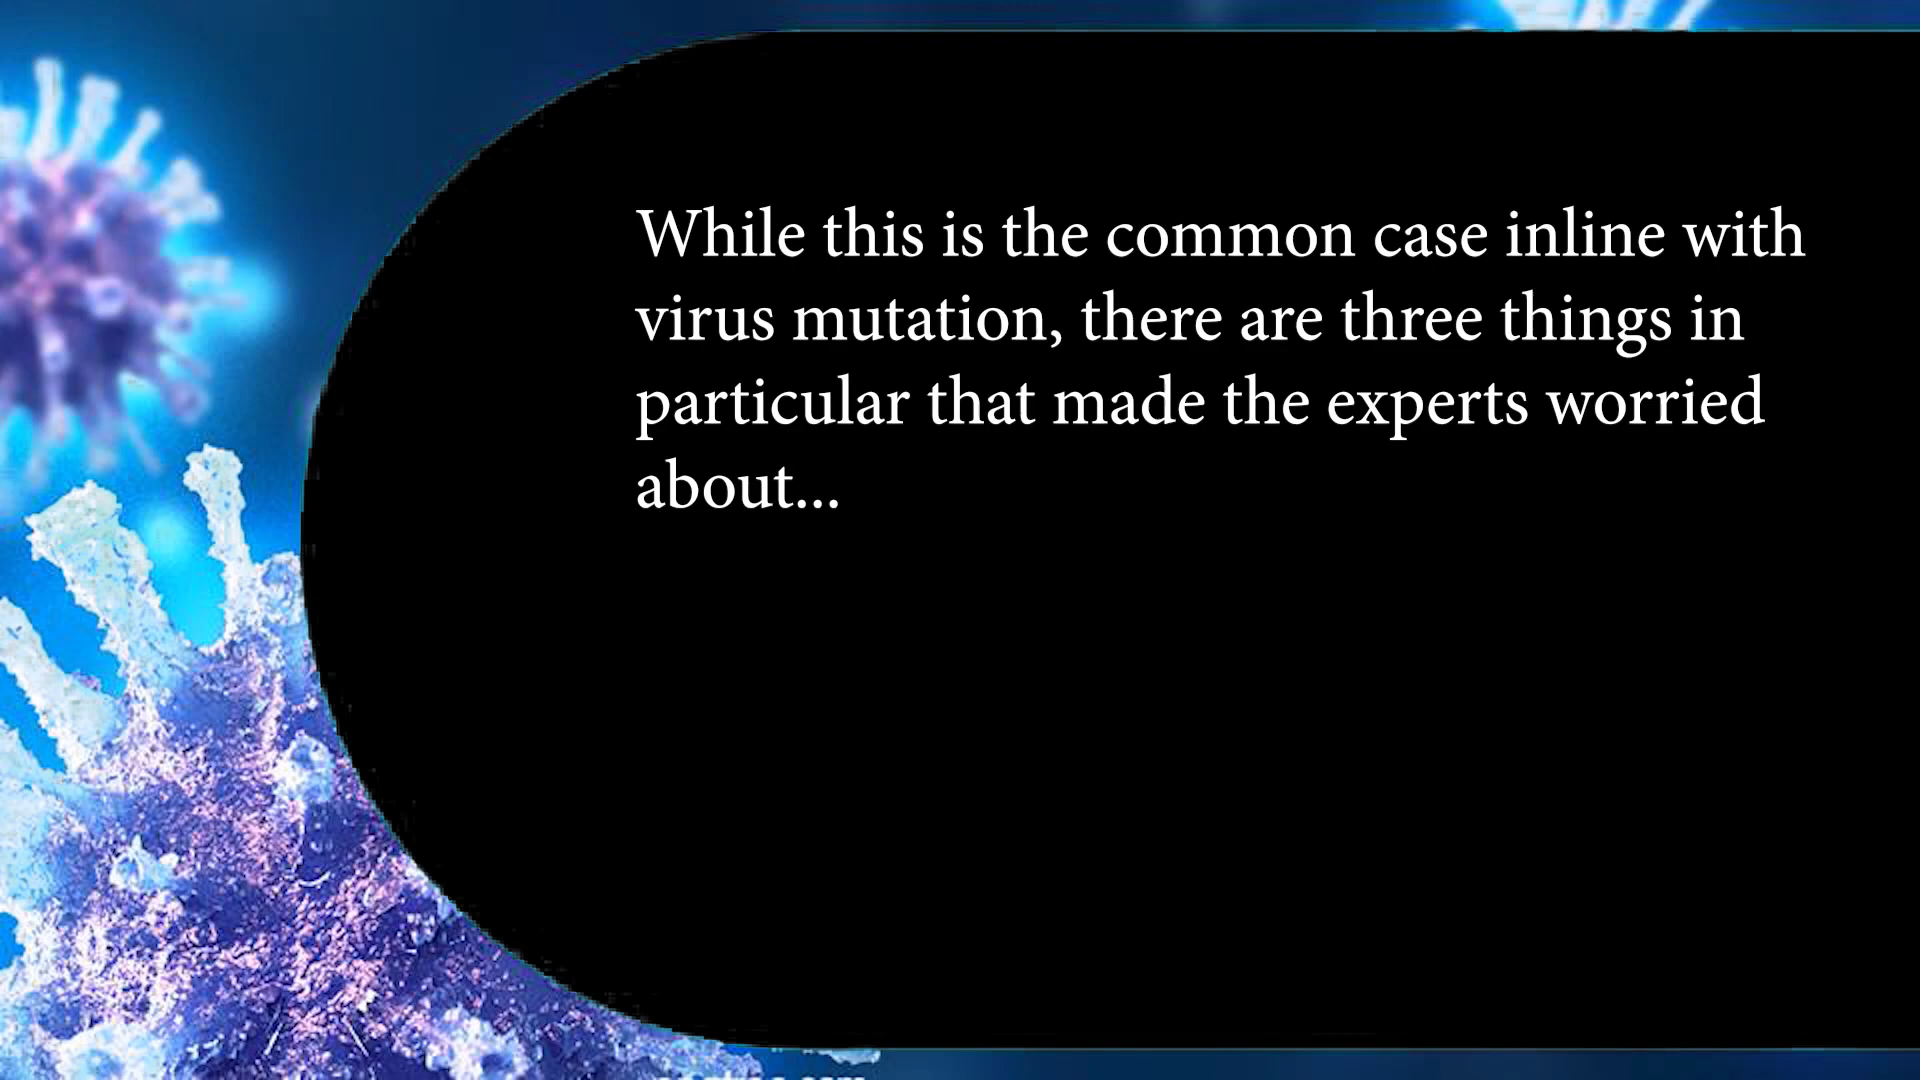 While this is the common case inline with
virus mutation, there are three things in
particular that made the experts worried
about...